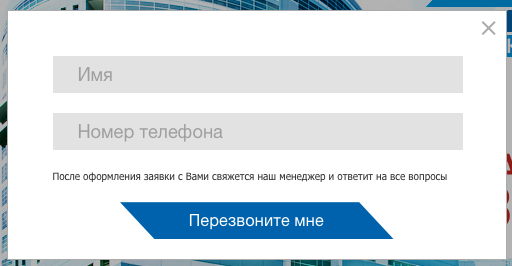 Имя
Номер телефона
После оформления заявки с Вами свяжется наш менеджер и ответит на все вопросы
Перезвоните мне